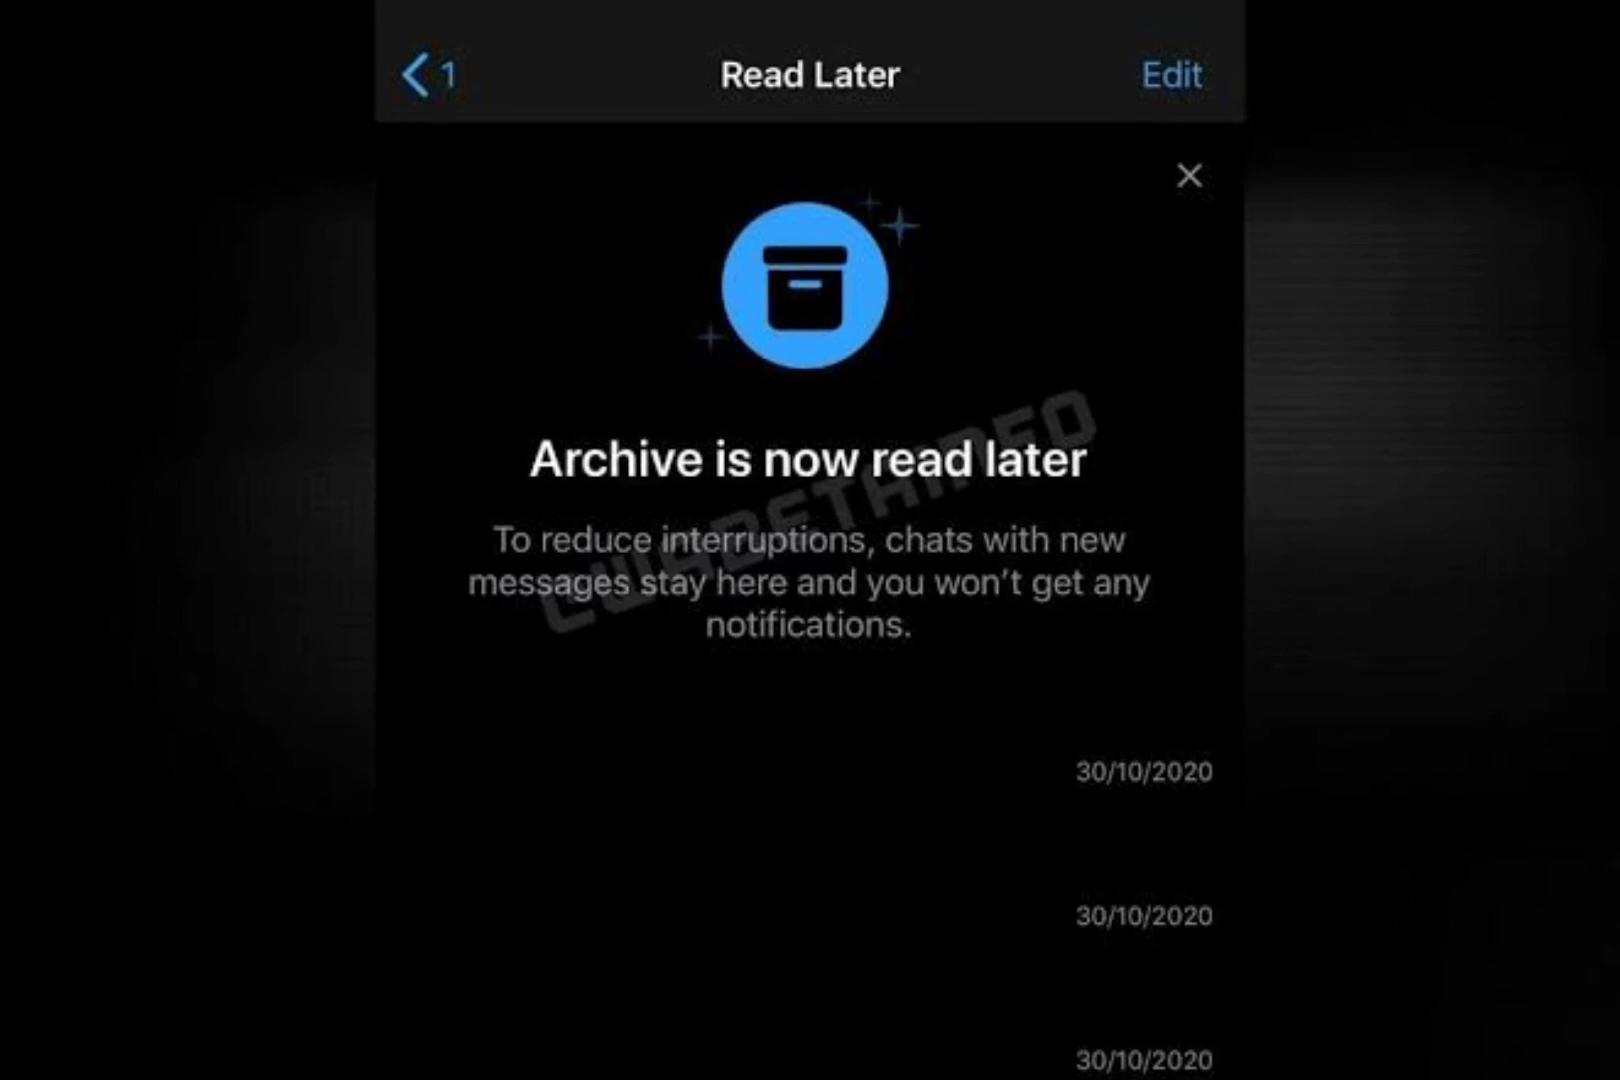 1
Read Later
Edit
Archive is now read later
To reduce interruptions, chats with new
messages stay here and you won't get any
notifications.
@WABETAINFO
30/10/2020
30/10/2020
30/10/2020